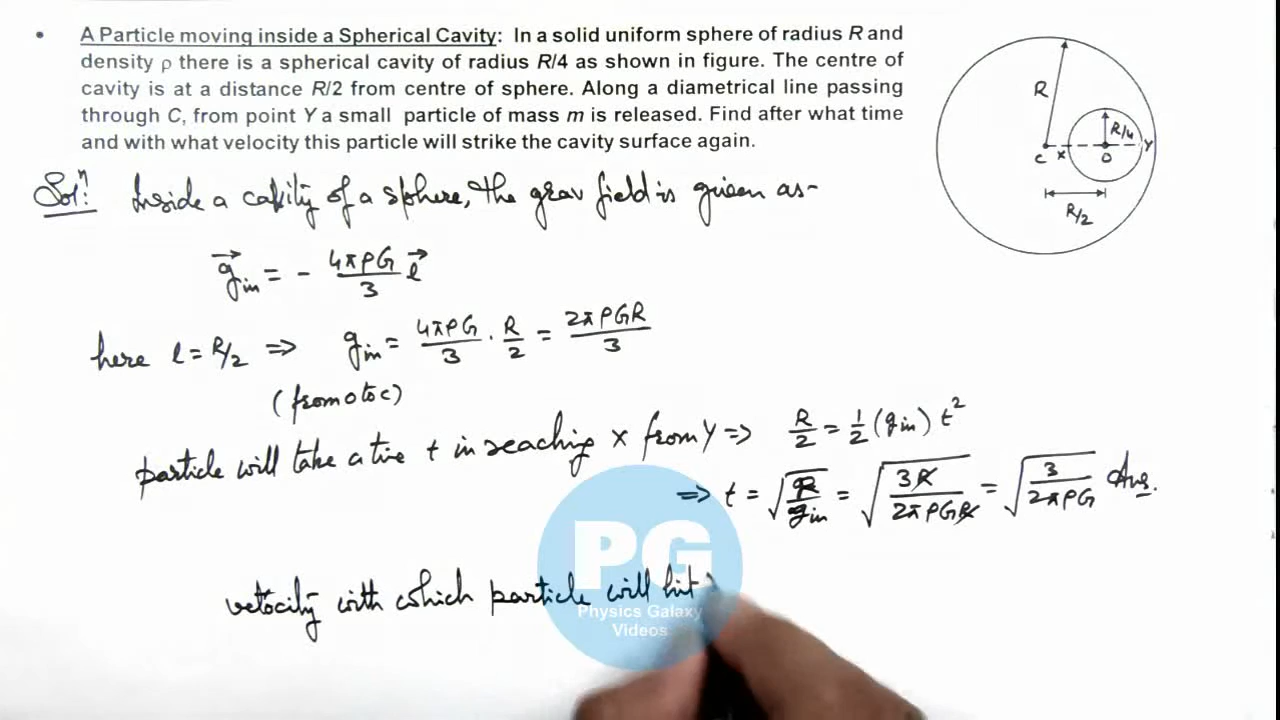 • A Particle moving inside a Spherical Cavity: In a solid uniform sphere of radius R and
density ρ there is a spherical cavity of radius R/4 as shown in figure. The centre of
cavity is at a distance R/2 from centre of sphere. Along a diametrical line passing
through C, from point Y a small particle of mass m is released. Find after what time
and with what velocity this particle will strike the cavity surface again.
R
R/4
C X O Y
R/2
Solⁿ: Inside a cavity of a sphere, the grav field is given as-
g⃗in = - 4πρG/3 l⃗
here l = R/2 ⇒ gin = 4πρG/3 · R/2 = 2πρGR/3
(from O to C)
particle will take a time t in reaching X from Y ⇒ R/2 = 1/2 (gin) t²
⇒ t = √(R/gin) = √(3R/2πρGR) = √(3/2πρG) Ans.
velocity with which particle will hit
PG
Physics Galaxy
Videos